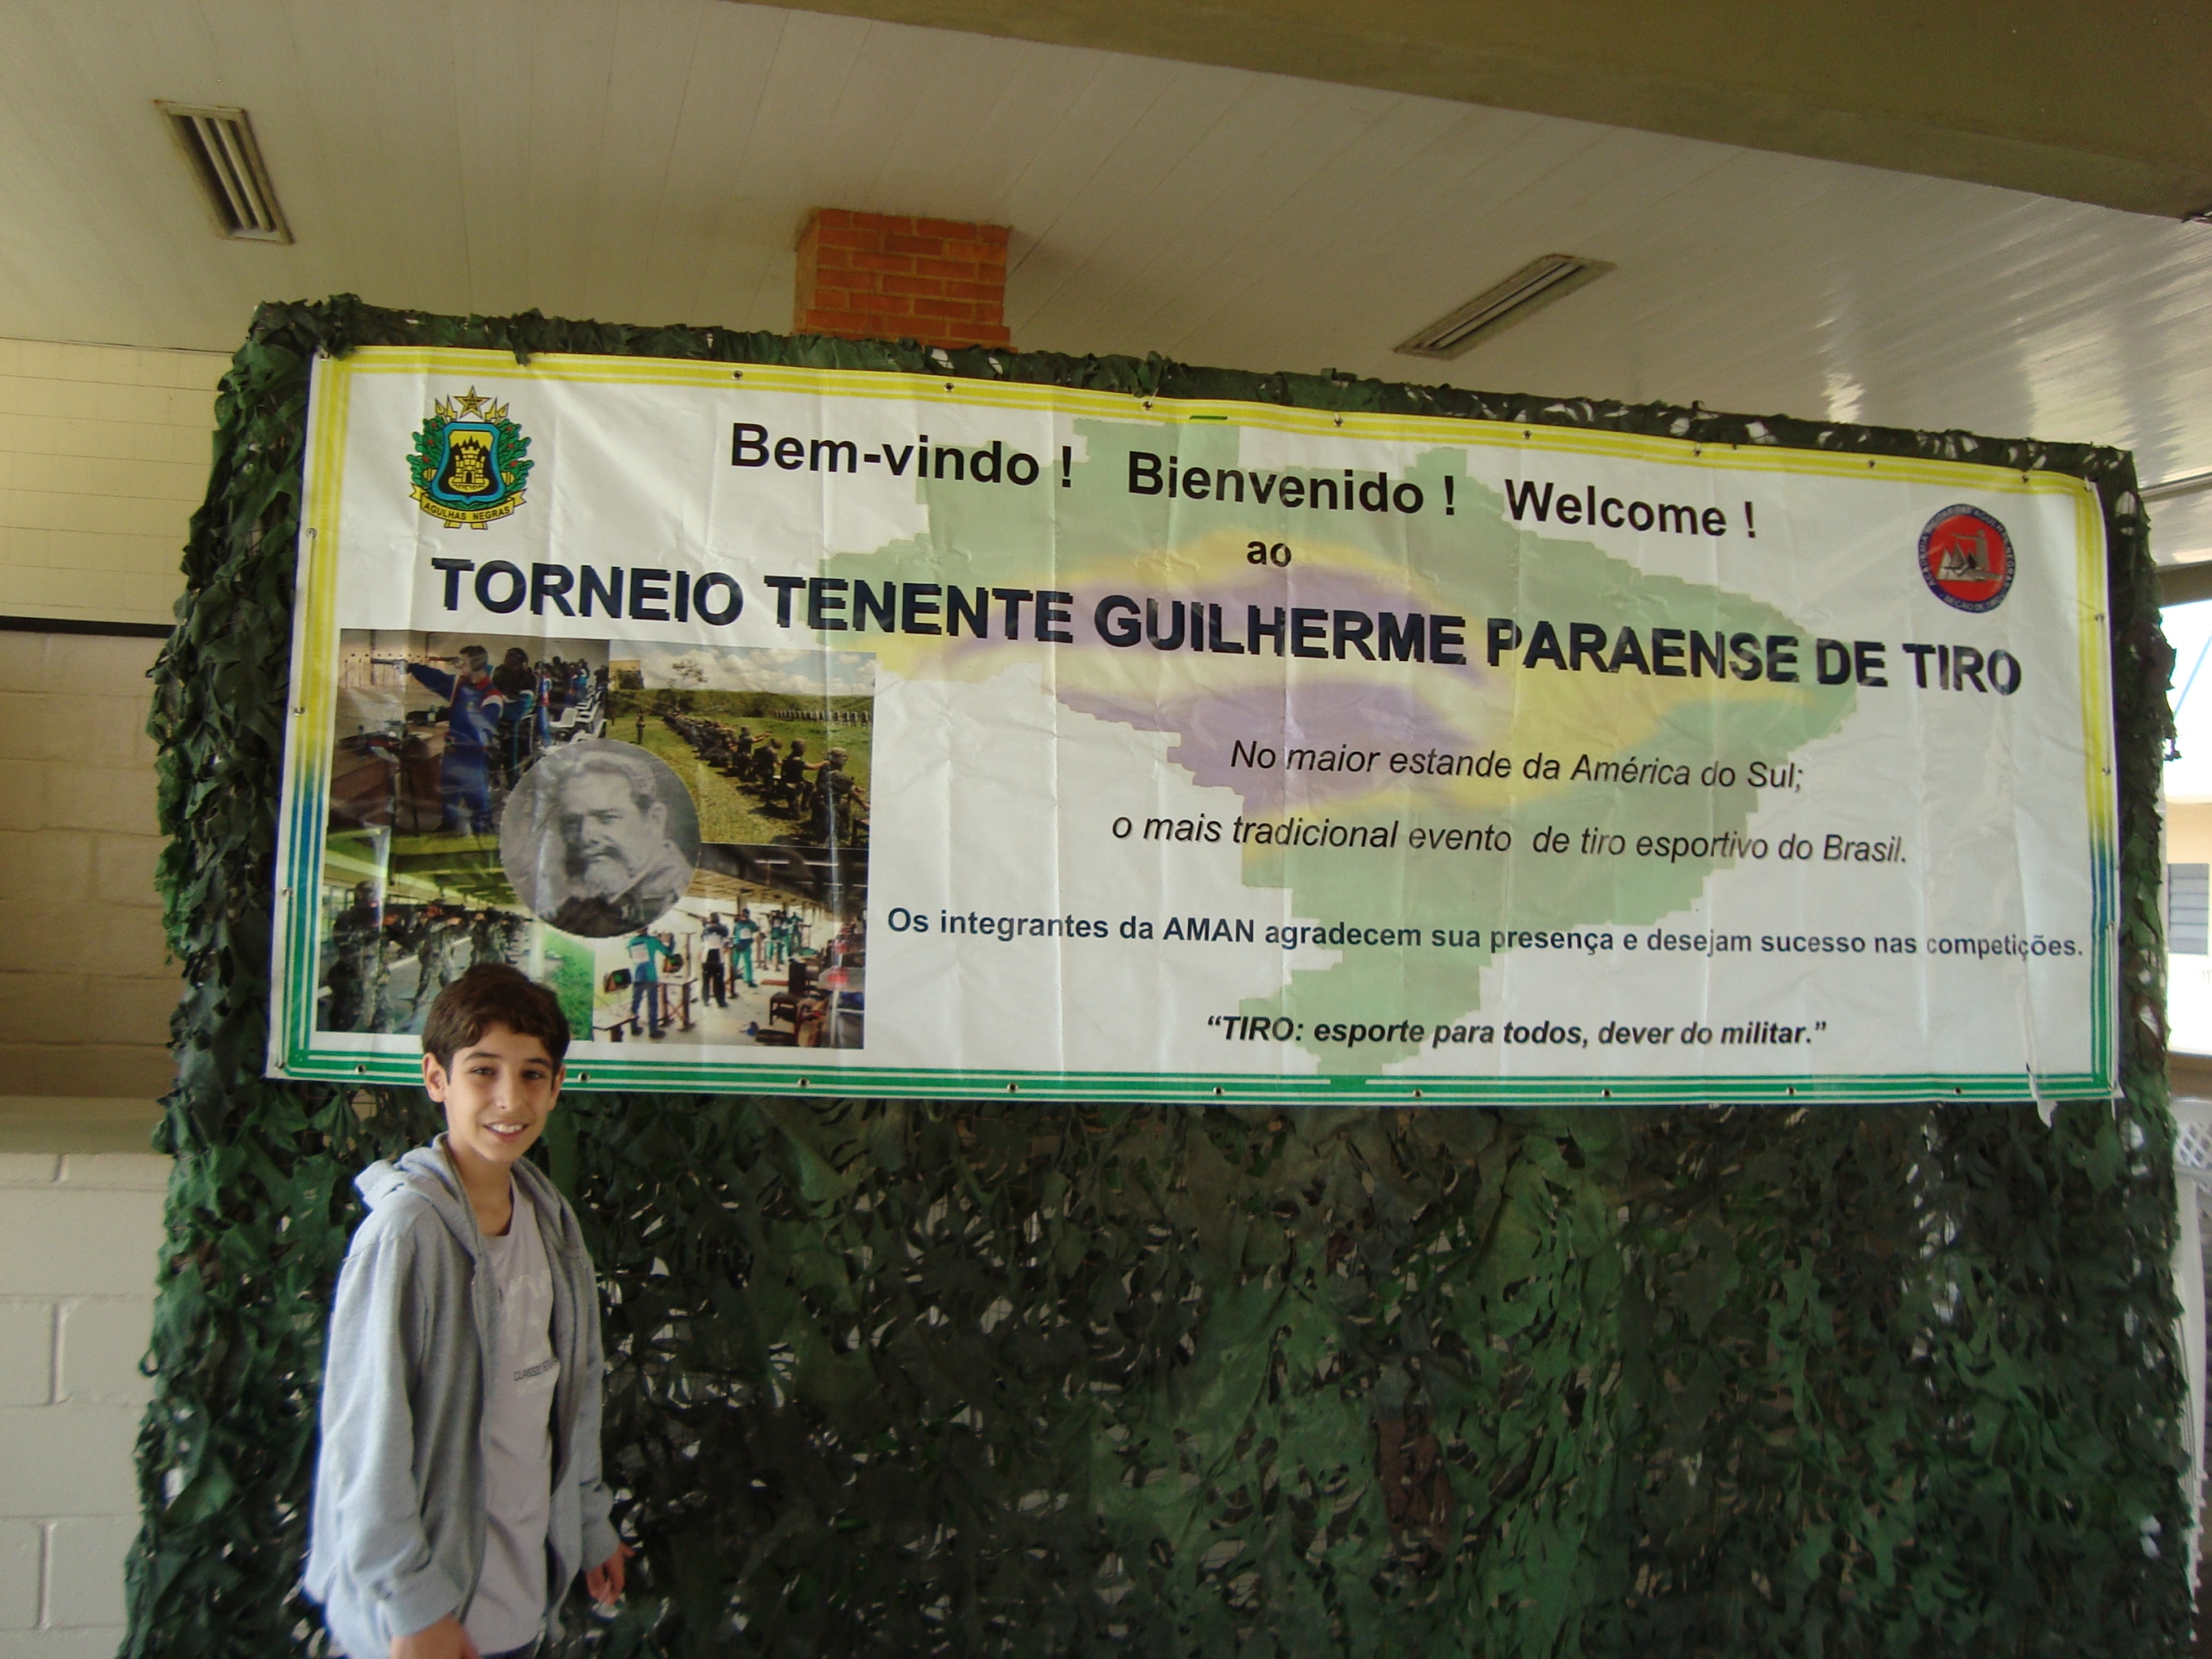 Bem-vindo ! Bienvenido ! Welcome !
ao
TORNEIO TENENTE GUILHERME PARAENSE DE TIRO
AGULHAS NEGRAS
No maior estande da América do Sul;
o mais tradicional evento de tiro esportivo do Brasil.
Os integrantes da AMAN agradecem sua presença e desejam sucesso nas competições.
“TIRO: esporte para todos, dever do militar.”